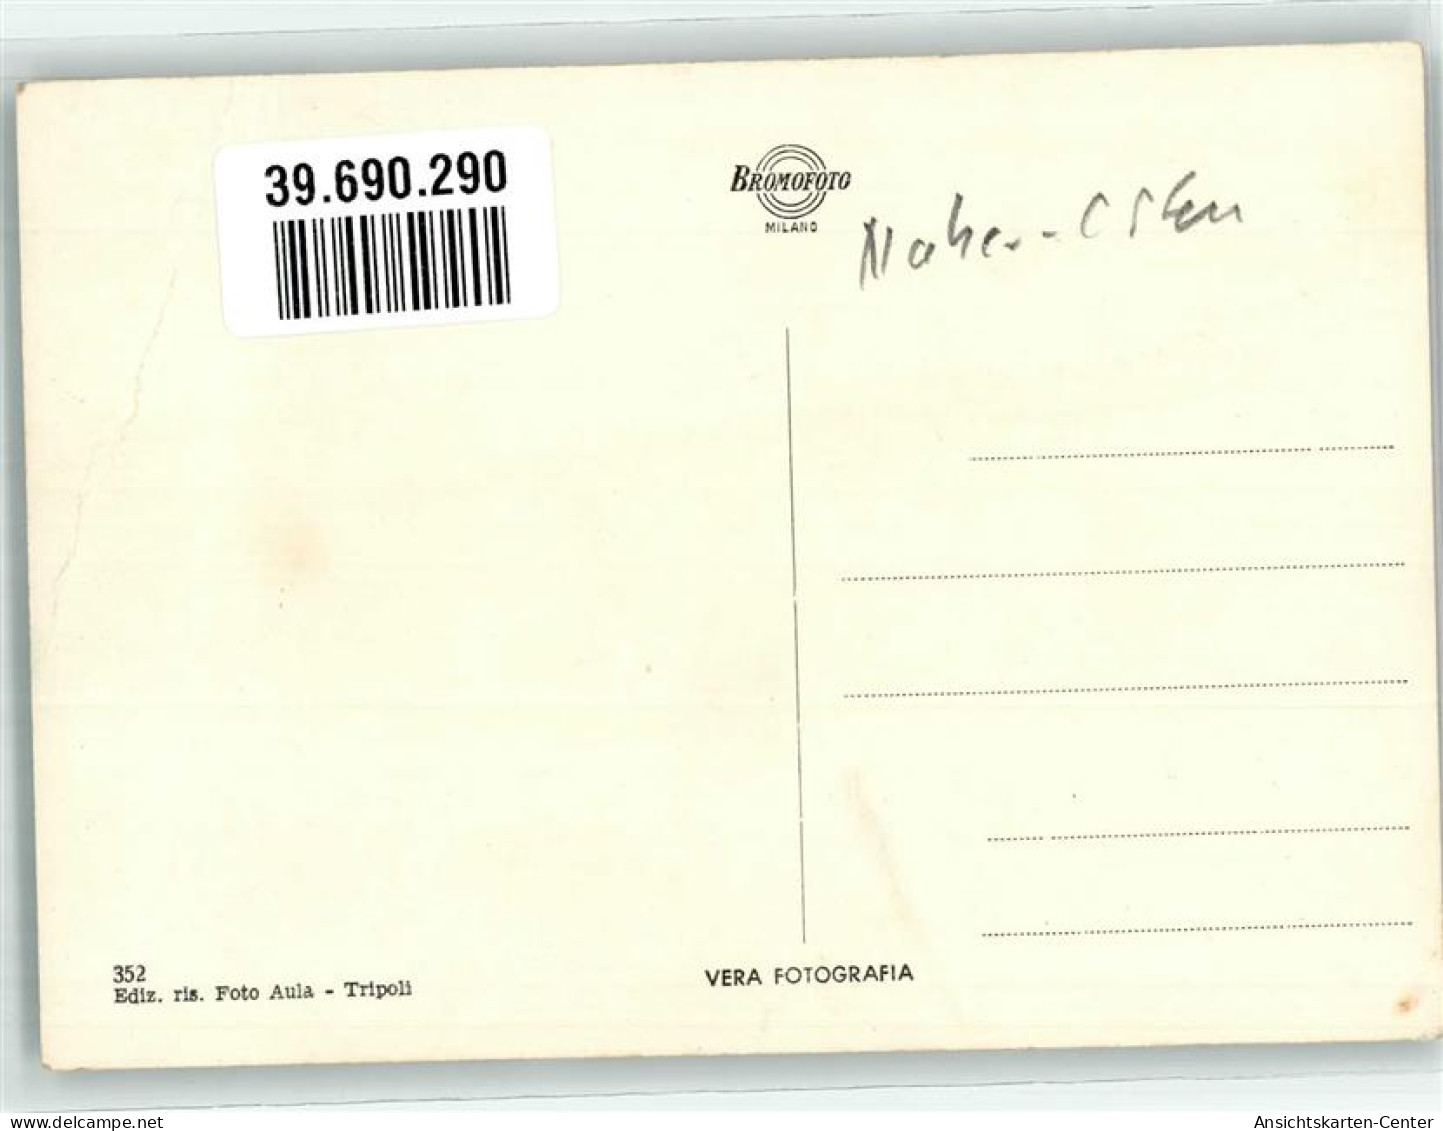 39.690.290
BROMOFOTO
MILANO
Naher-Osten
352
Ediz. ris. Foto Aula - Tripoli
VERA FOTOGRAFIA
www.delcampe.net
Ansichtskarten-Center